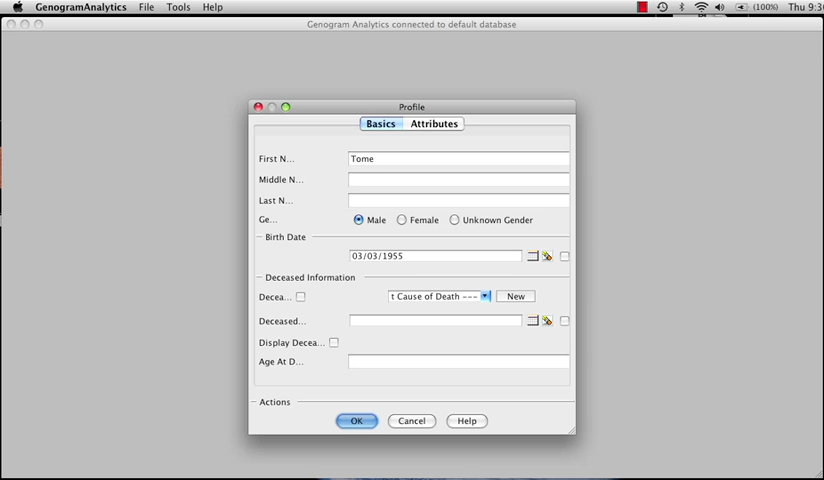 GenogramAnalytics File Tools Help (100%) Thu 9:30
Genogram Analytics connected to default database
Profile
Basics Attributes
First N... Tome
Middle N...
Last N...
Ge... Male Female Unknown Gender
Birth Date
03/03/1955
Deceased Information
Decea... t Cause of Death --- New
Deceased...
Display Decea...
Age At D...
Actions
OK Cancel Help